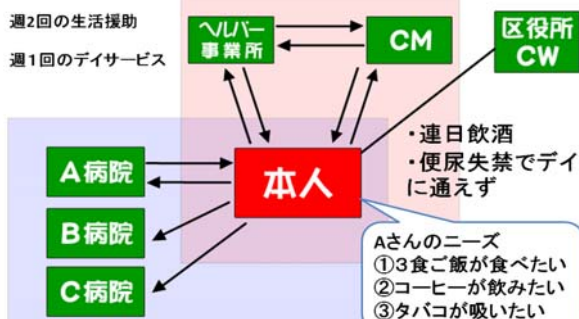 週2回の生活援助
週1回のデイサービス
ヘルパー
事業所
CM
区役所
CW
・連日飲酒
・便尿失禁でデイ
に通えず
A病院
B病院
C病院
本人
Aさんのニーズ
①3食ご飯が食べたい
②コーヒーが飲みたい
③タバコが吸いたい